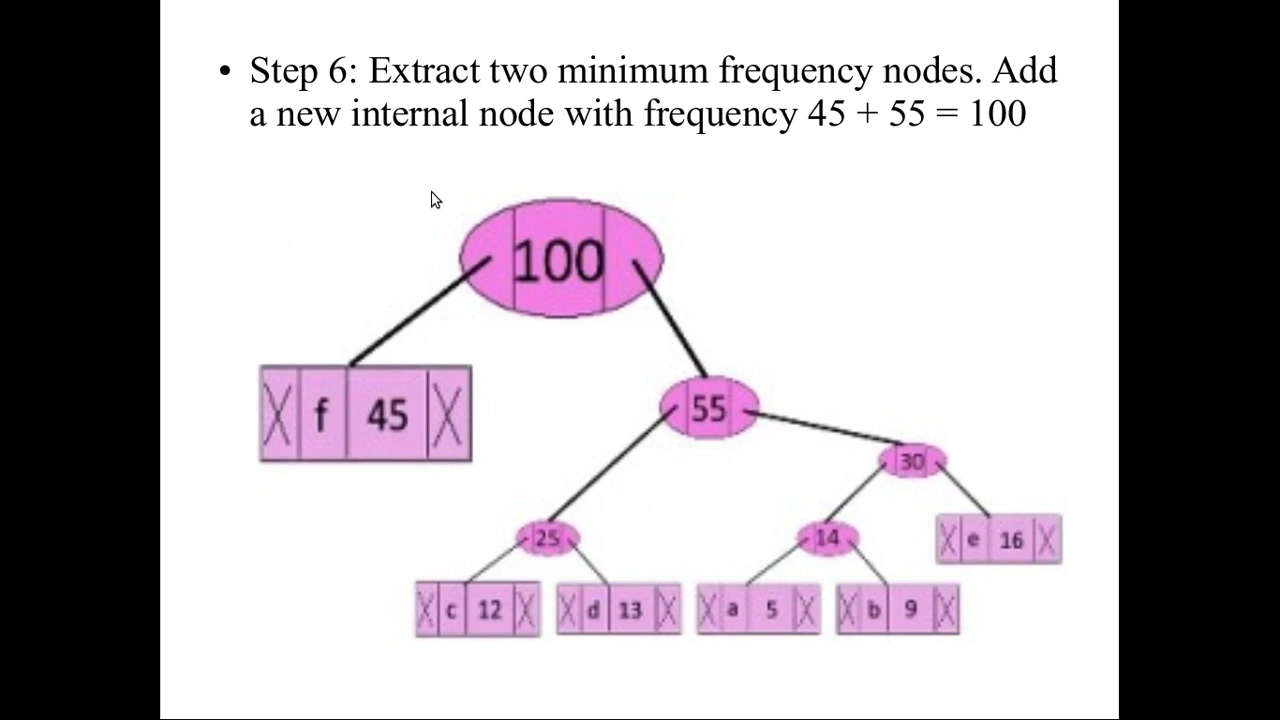 • Step 6: Extract two minimum frequency nodes. Add
a new internal node with frequency 45 + 55 = 100
100
f 45
55
30
25
14
e 16
c 12
d 13
a 5
b 9